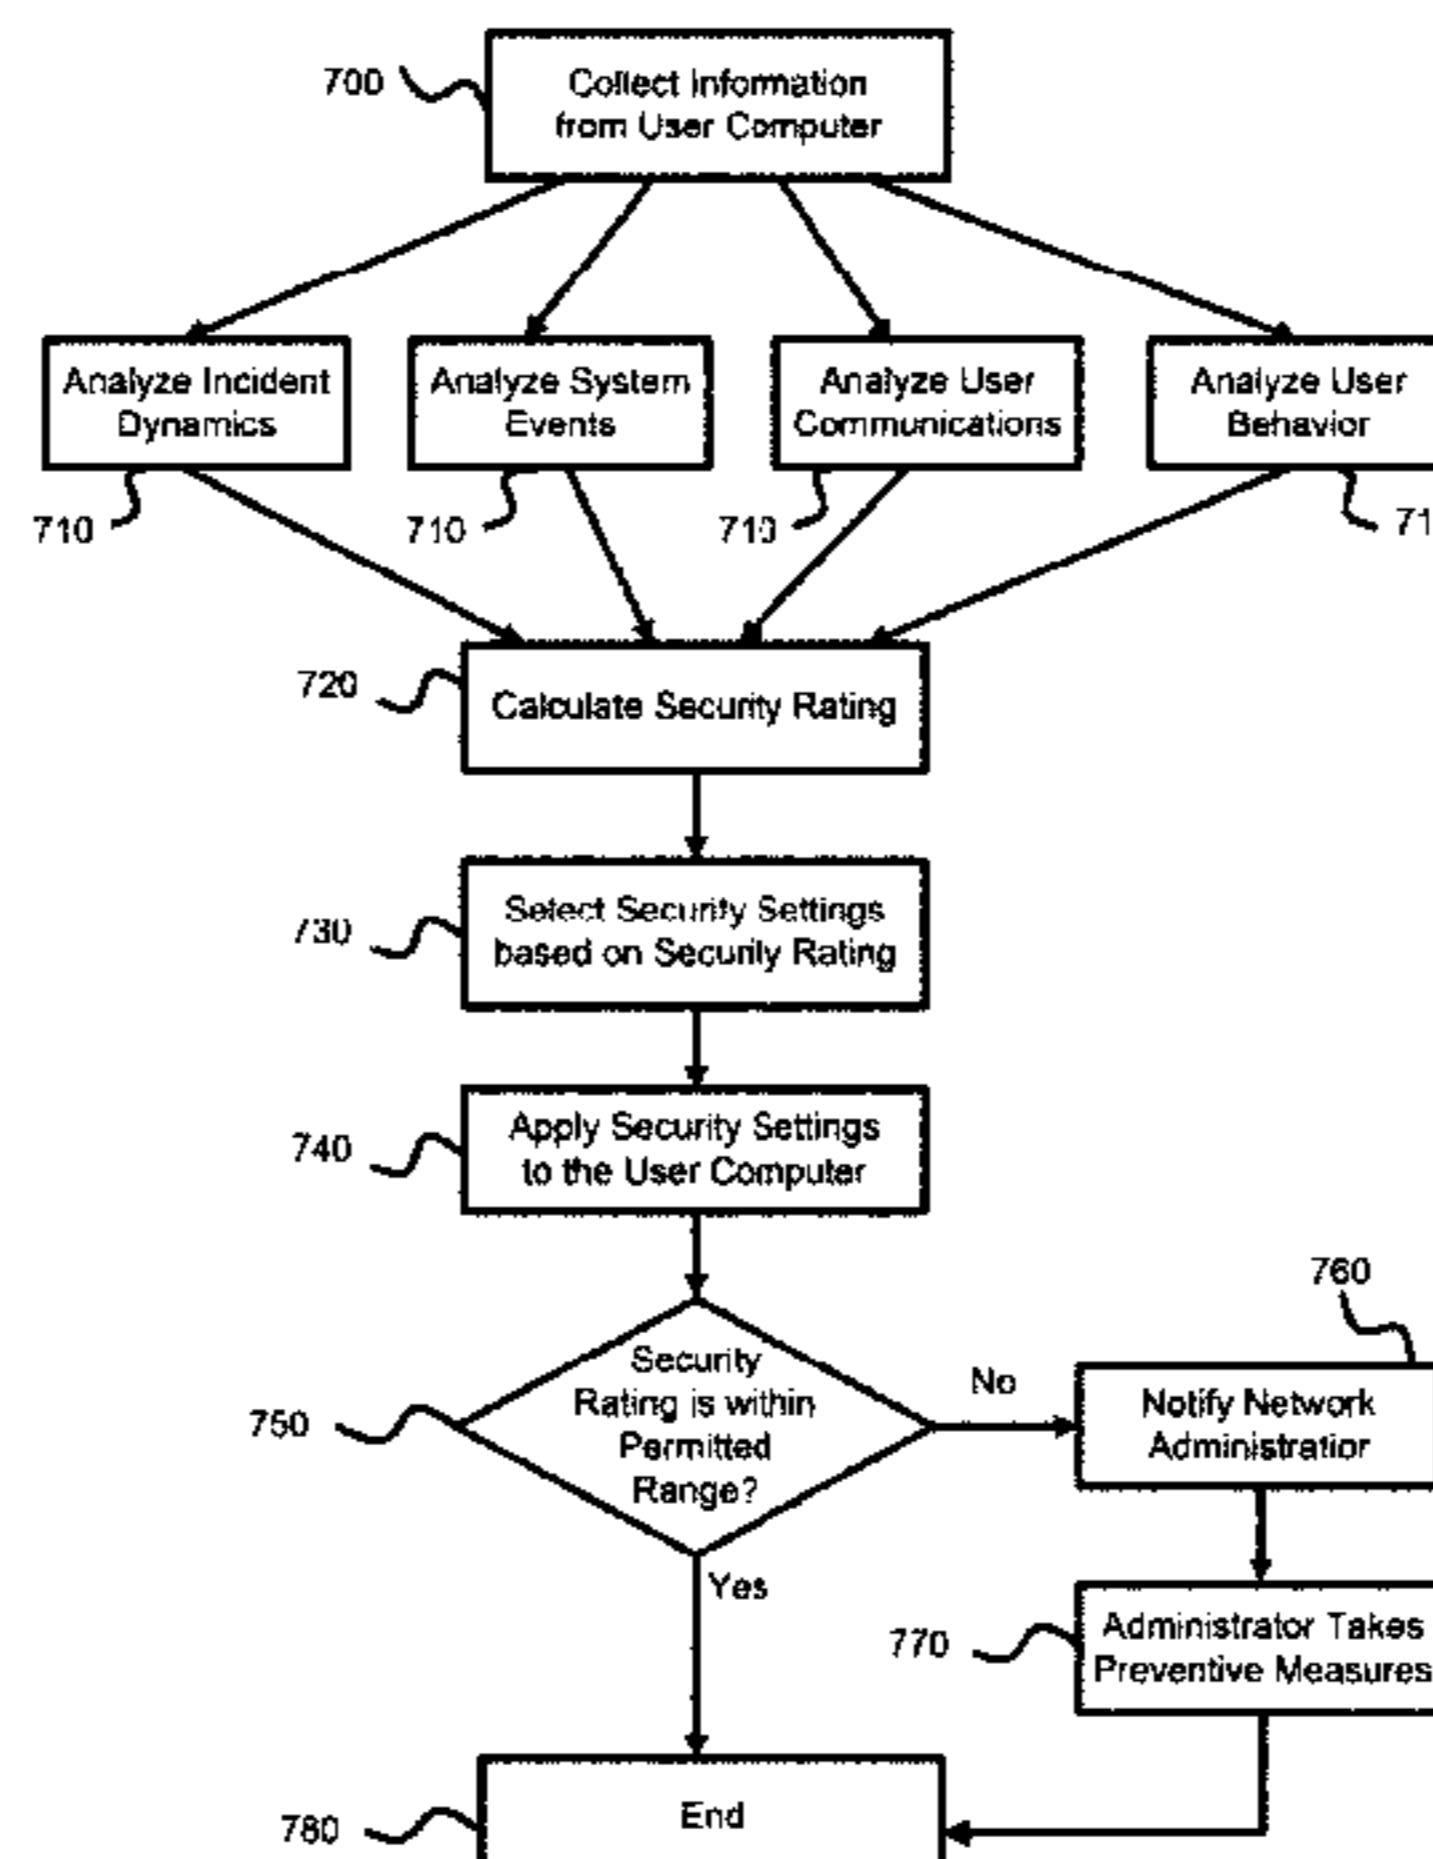 700
Collect Information
from User Computer
Analyze Incident
Dynamics
Analyze System
Events
Analyze User
Communications
Analyze User
Behavior
710
710
710
71
720
Calculate Security Rating
730
Select Security Settings
based on Security Rating
740
Apply Security Settings
to the User Computer
760
750
Security
Rating is within
Permitted
Range?
No
Notify Network
Administratior
Yes
770
Administrator Takes
Preventive Measures
780
End